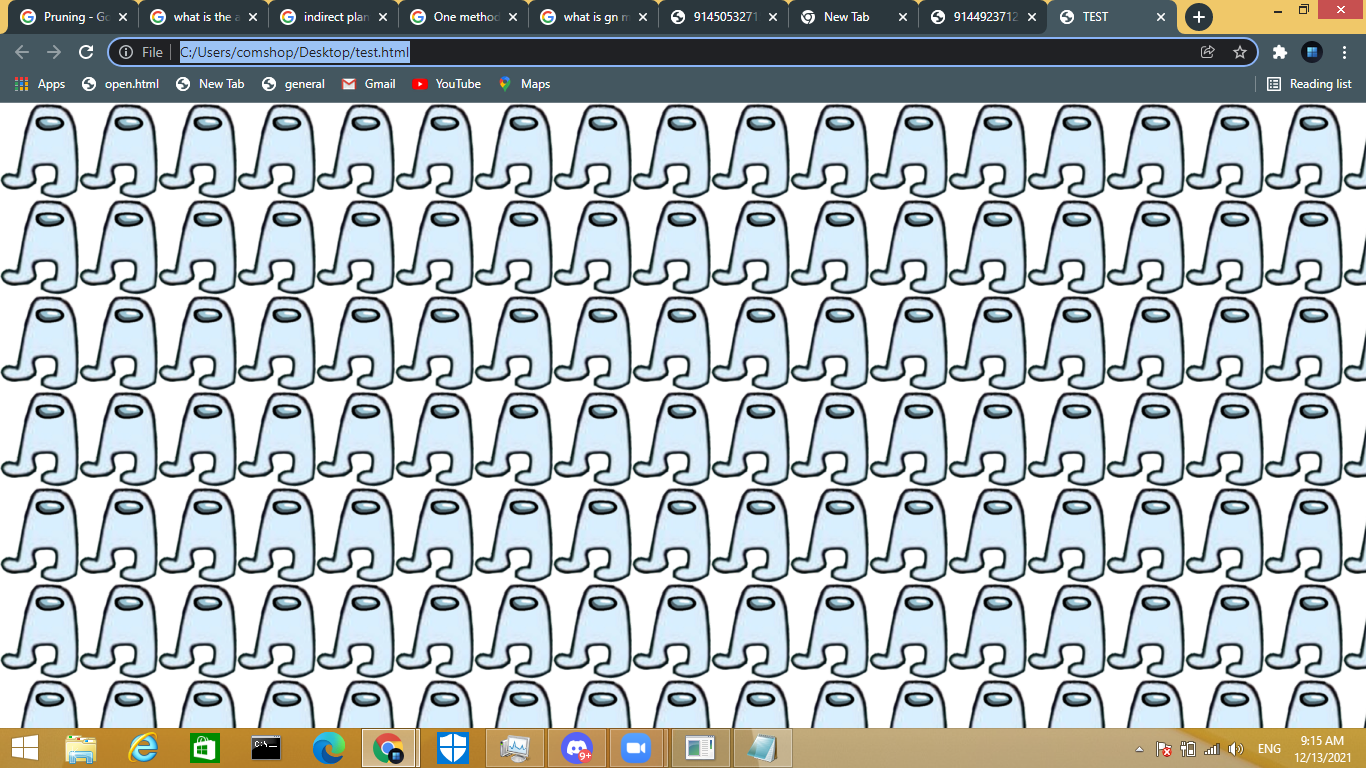 Pruning - Go
what is the a
indirect plan
One method
what is gn m
9145053271
New Tab
9144923712
TEST
File
C:/Users/comshop/Desktop/test.html
Apps
open.html
New Tab
general
Gmail
YouTube
Maps
Reading list
C:\>_
9+
ENG
9:15 AM
12/13/2021